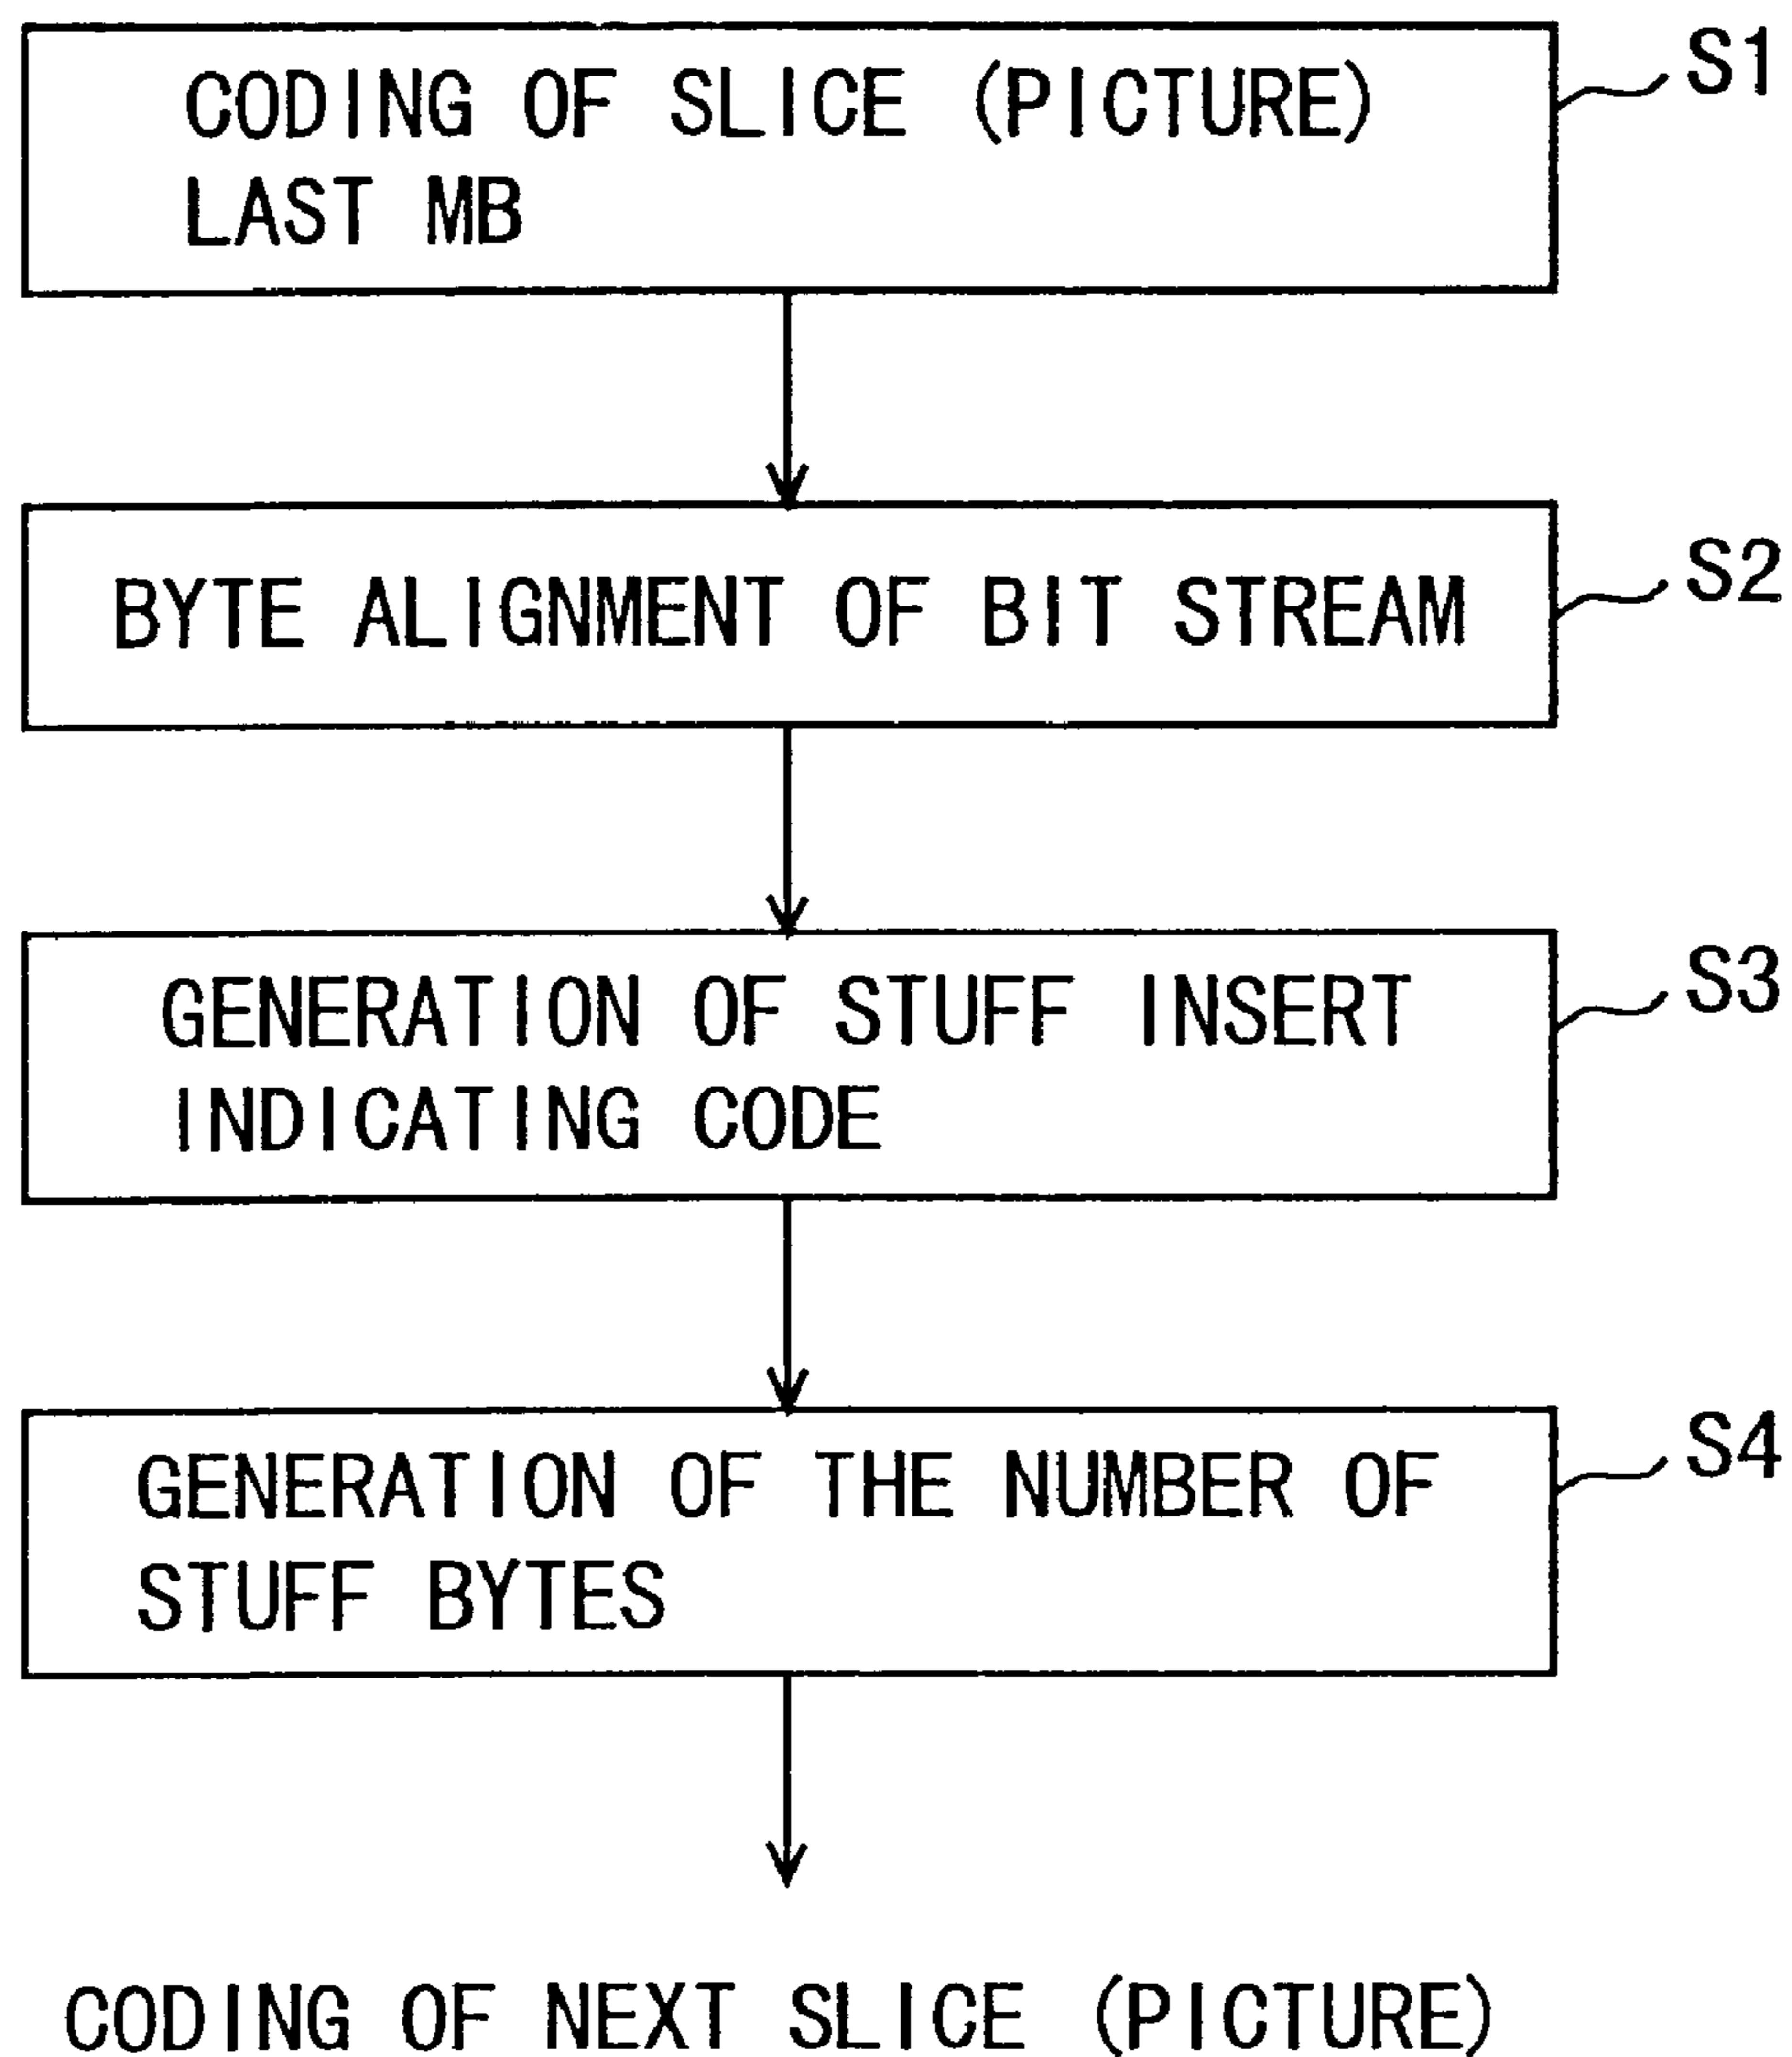 CODING OF SLICE (PICTURE) S1
LAST MB
BYTE ALIGNMENT OF BIT STREAM S2
GENERATION OF STUFF INSERT S3
INDICATING CODE
GENERATION OF THE NUMBER OF S4
STUFF BYTES
CODING OF NEXT SLICE (PICTURE)